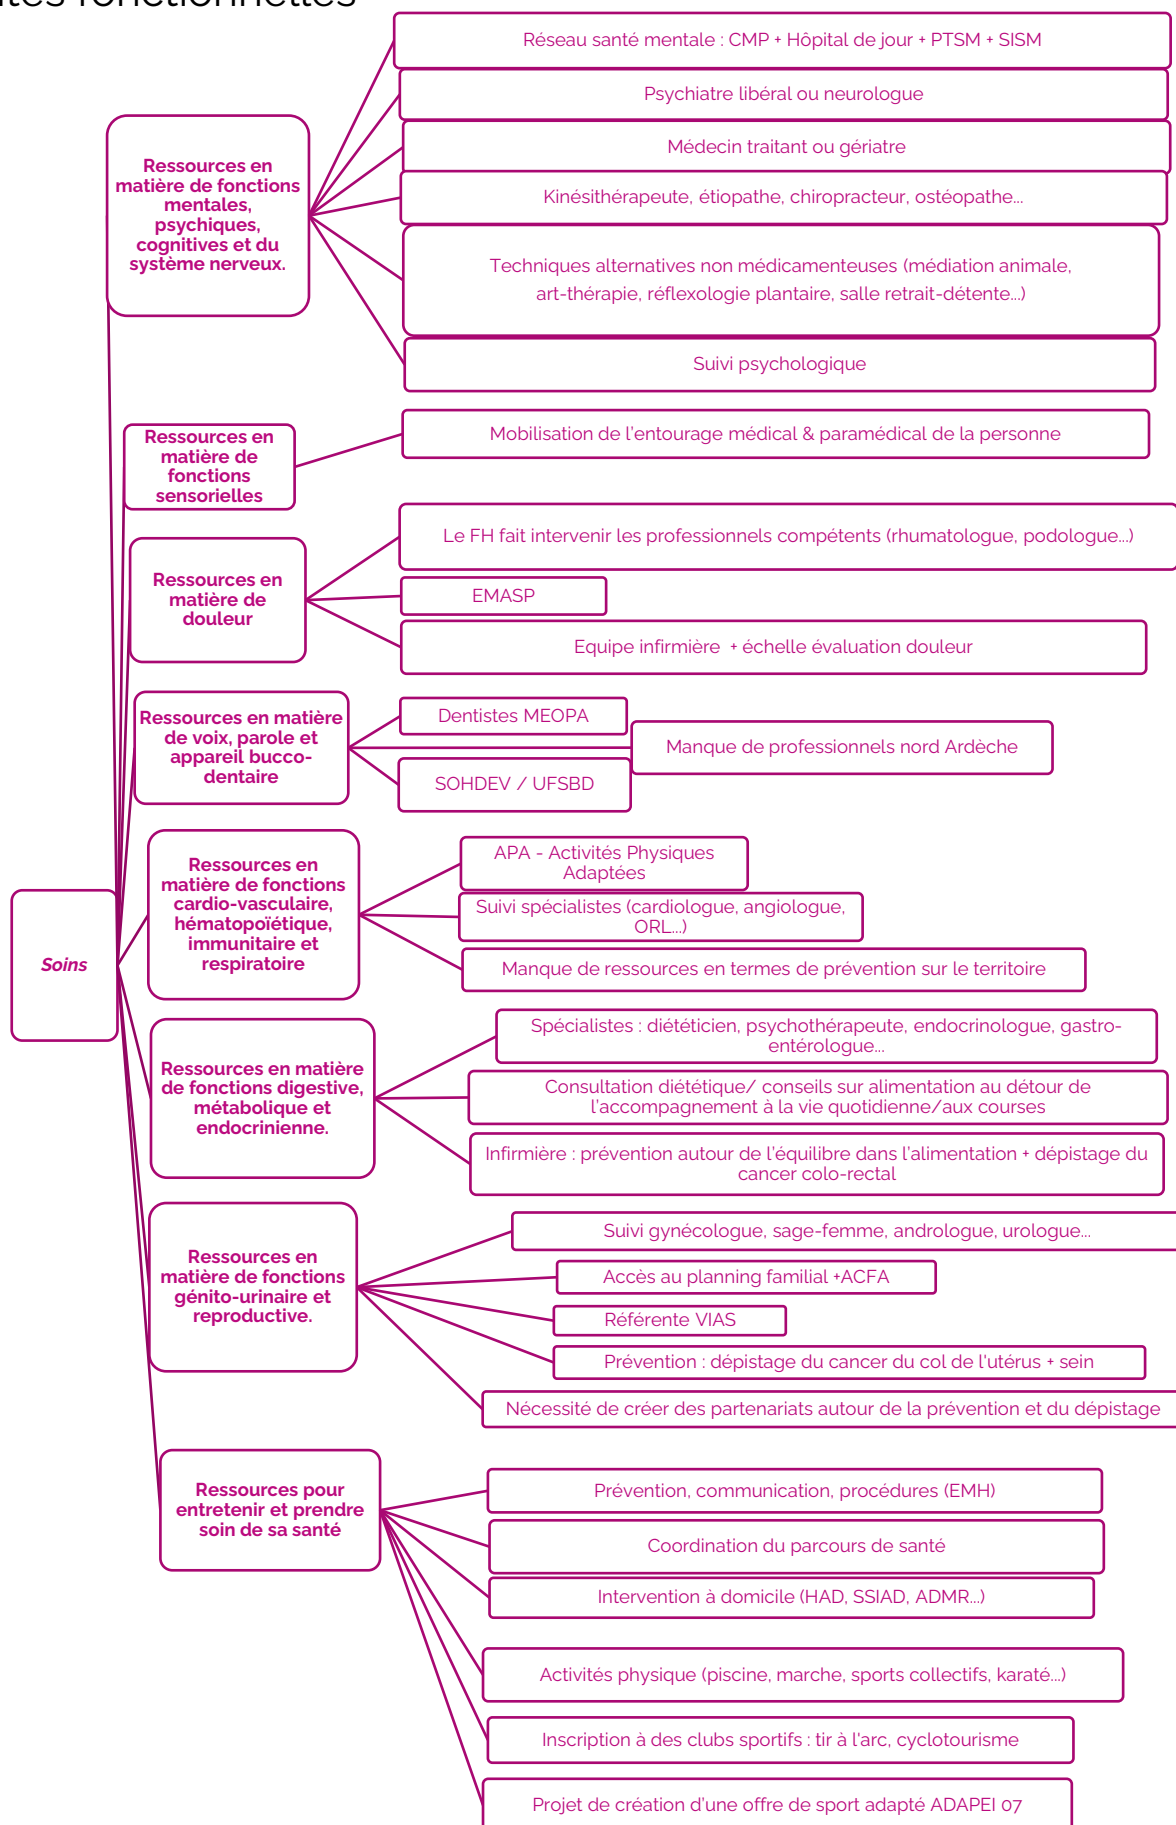 Réseau santé mentale : CMP + Hôpital de jour + PTSM + SISM
Psychiatre libéral ou neurologue
Médecin traitant ou gériatre
Ressources en
matière de fonctions
mentales,
psychiques,
cognitives et du
système nerveux.
Kinésithérapeute, étiopathe, chiropracteur, ostéopathe...
Techniques alternatives non médicamenteuses (médiation animale,
art-thérapie, réflexologie plantaire, salle retrait-détente...)
Suivi psychologique
Ressources en
matière de
fonctions
sensorielles
Mobilisation de l'entourage médical & paramédical de la personne
Ressources en
matière de
douleur
Le FH fait intervenir les professionnels compétents (rhumatologue, podologue...)
EMASP
Equipe infirmière + échelle évaluation douleur
Ressources en matière
de voix, parole et
appareil bucco-
dentaire
Dentistes MEOPA
Manque de professionnels nord Ardèche
SOHDEV / UFSBD
Soins
Ressources en
matière de fonctions
cardio-vasculaire,
hématopoïétique,
immunitaire et
respiratoire
APA - Activités Physiques
Adaptées
Suivi spécialistes (cardiologue, angiologue,
ORL...)
Manque de ressources en termes de prévention sur le territoire
Ressources en matière
de fonctions digestive,
métabolique et
endocrinienne.
Spécialistes : diététicien, psychothérapeute, endocrinologue, gastro-
entérologue...
Consultation diététique/ conseils sur alimentation au détour de
l'accompagnement à la vie quotidienne/aux courses
Infirmière : prévention autour de l'équilibre dans l'alimentation + dépistage du
cancer colo-rectal
Ressources en
matière de fonctions
génito-urinaire et
reproductive.
Suivi gynécologue, sage-femme, andrologue, urologue...
Accès au planning familial +ACFA
Référente VIAS
Prévention : dépistage du cancer du col de l'utérus + sein
Nécessité de créer des partenariats autour de la prévention et du dépistage
Ressources pour
entretenir et prendre
soin de sa santé
Prévention, communication, procédures (EMH)
Coordination du parcours de santé
Intervention à domicile (HAD, SSIAD, ADMR...)
Activités physique (piscine, marche, sports collectifs, karaté...)
Inscription à des clubs sportifs : tir à l'arc, cyclotourisme
Projet de création d'une offre de sport adapté ADAPEI 07